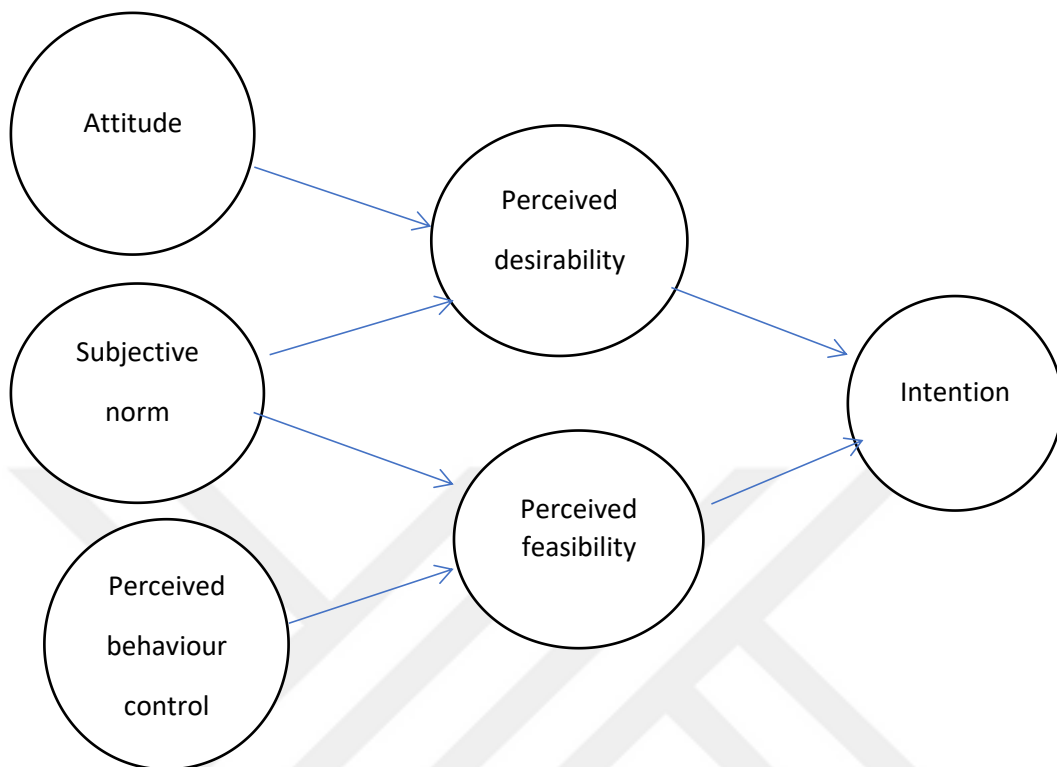 Attitude
Perceived
desirability
Subjective
norm
Intention
Perceived
feasibility
Perceived
behaviour
control